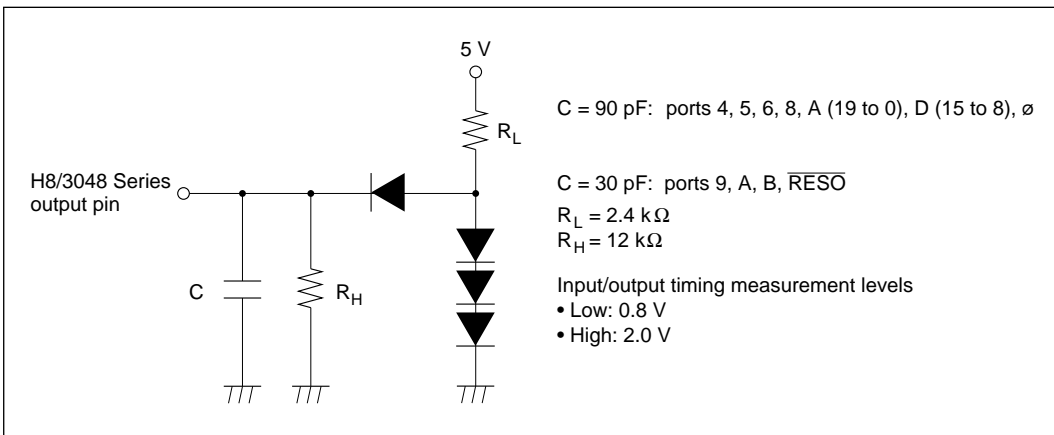 5 V
R_L
C = 90 pF: ports 4, 5, 6, 8, A (19 to 0), D (15 to 8), ø
H8/3048 Series
output pin
C
R_H
C = 30 pF: ports 9, A, B, R̅E̅S̅O̅
R_L = 2.4 kΩ
R_H = 12 kΩ
Input/output timing measurement levels
• Low: 0.8 V
• High: 2.0 V